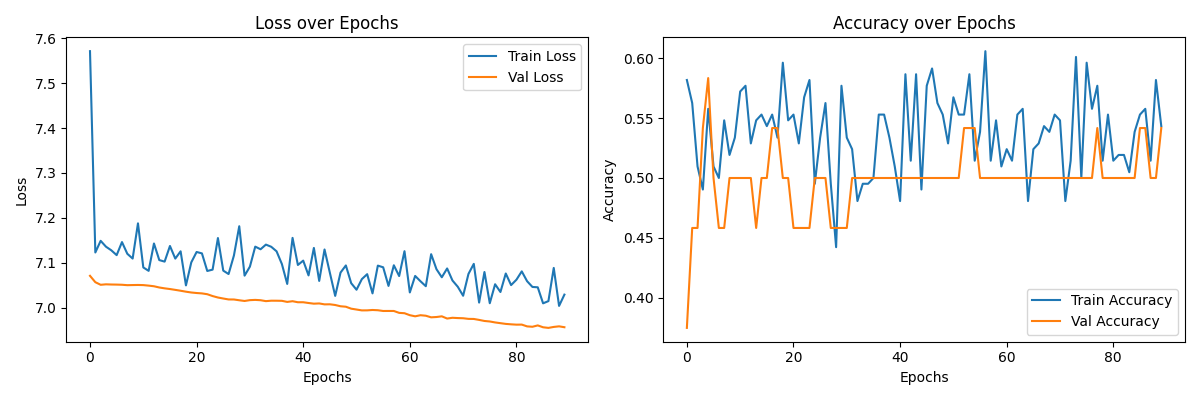 Loss over Epochs
Loss
7.6
7.5
7.4
7.3
7.2
7.1
7.0
0
20
40
60
80
Epochs
Train Loss
Val Loss
Accuracy over Epochs
Accuracy
0.60
0.55
0.50
0.45
0.40
0
20
40
60
80
Epochs
Train Accuracy
Val Accuracy